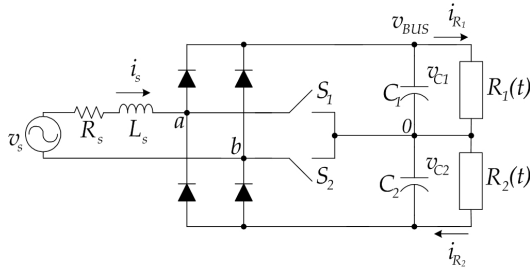 v_BUS
i_R1
i_s
S_1
v_C1
C_1
R_1(t)
R_s
L_s
a
v_s
b
0
S_2
v_C2
C_2
R_2(t)
i_R2